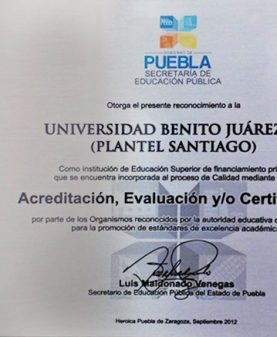 GOBIERNO DE
PUEBLA
SECRETARÍA DE
EDUCACIÓN PÚBLICA
Otorga el presente reconocimiento a la
UNIVERSIDAD BENITO JUÁREZ
(PLANTEL SANTIAGO)
Como institución de Educación Superior de financiamiento pri
que se encuentra incorporada al proceso de Calidad mediante
Acreditación, Evaluación y/o Certi
por parte de los Organismos reconocidos por la autoridad educativa
para la promoción de estándares de excelencia académic
Luis Maldonado Venegas
Secretario de Educación Pública del Estado de Puebla
Heroica Puebla de Zaragoza, Septiembre 2012